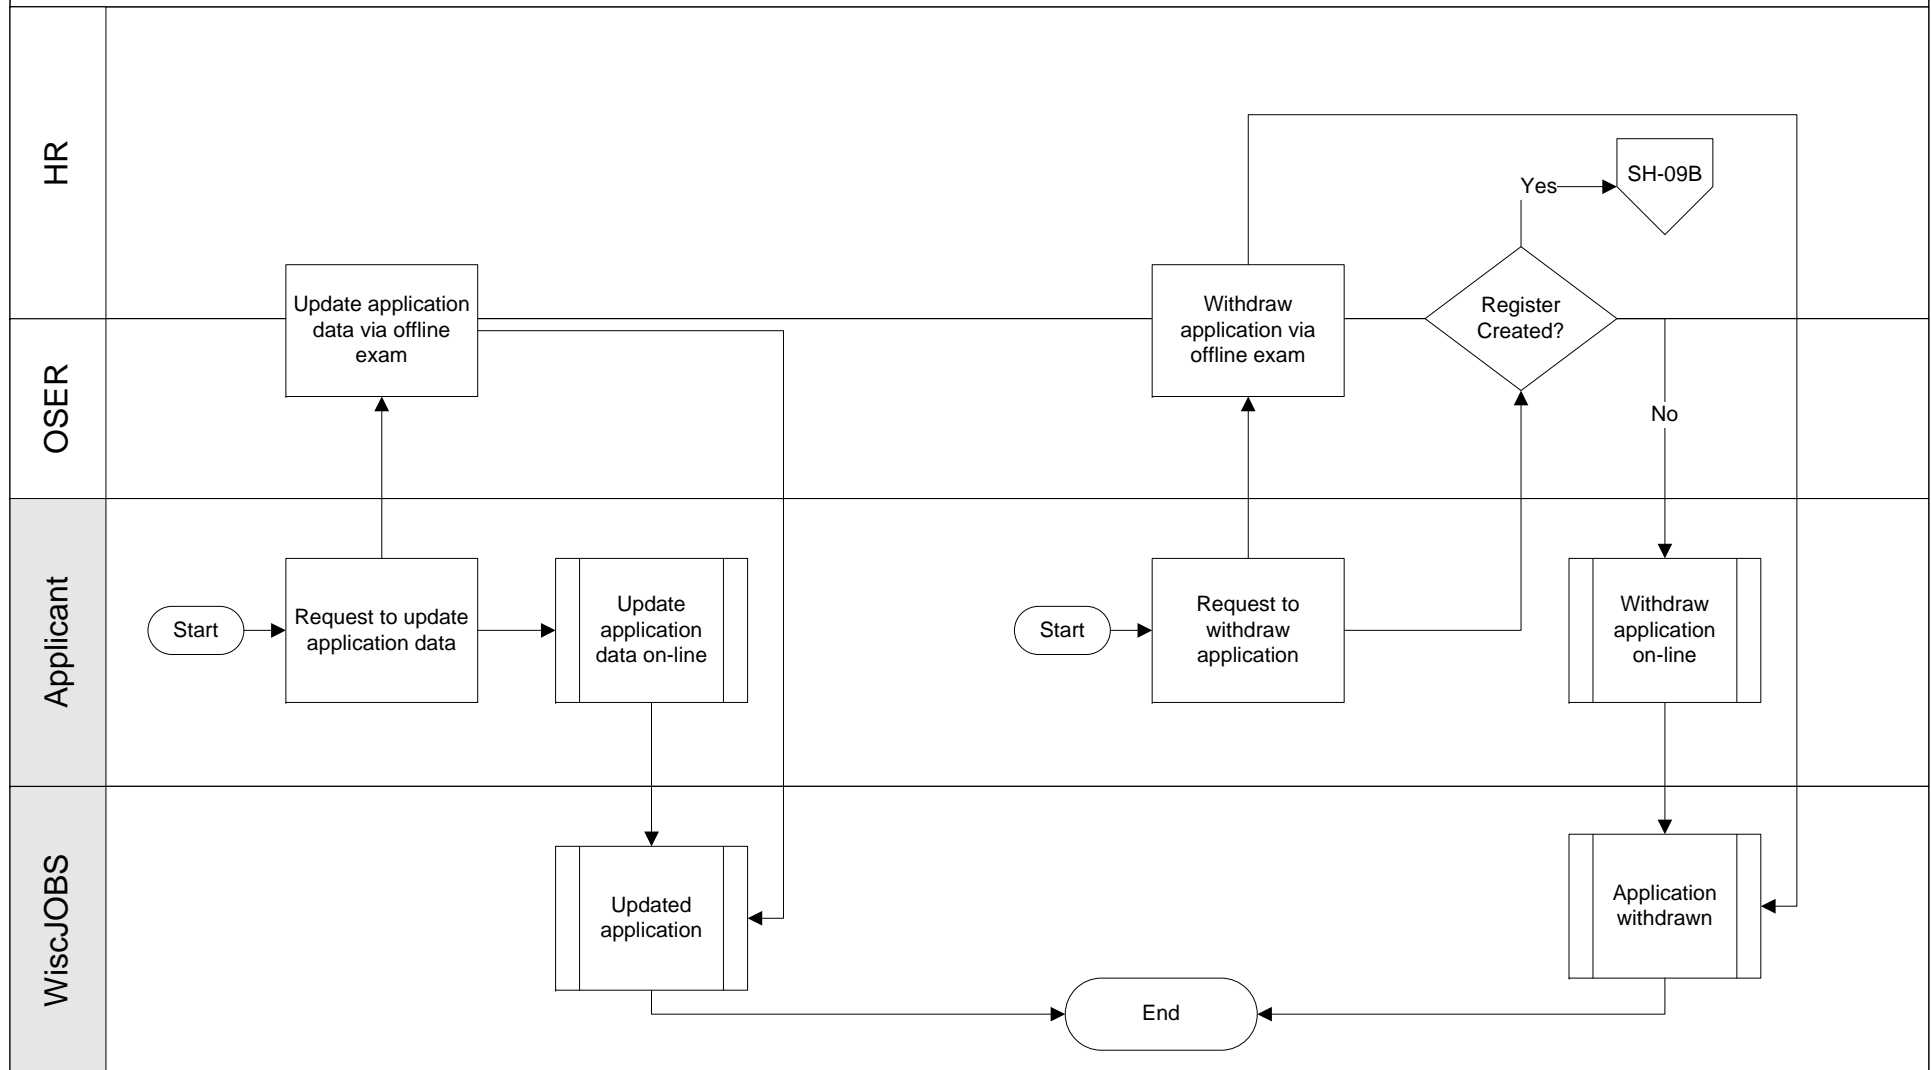 HR
Yes
SH-09B
Update application
data via offline
exam
Withdraw
application via
offline exam
Register
Created?
OSER
No
Applicant
Start
Request to update
application data
Update
application
data on-line
Start
Request to
withdraw
application
Withdraw
application
on-line
WiscJOBS
Updated
application
Application
withdrawn
End